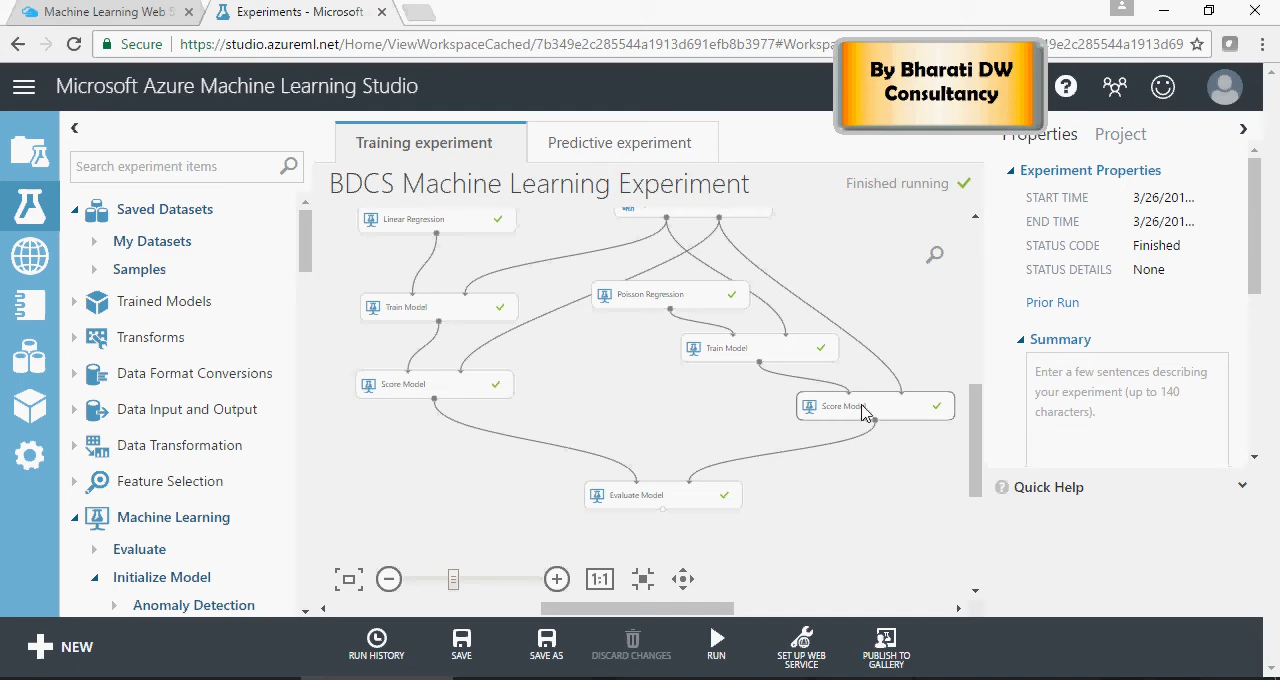 Machine Learning Web S
Experiments - Microsoft
Secure
https://studio.azureml.net/Home/ViewWorkspaceCached/7b349e2c285544a1913d691efb8b3977#Workspa
9e2c285544a1913d69
By Bharati DW
Consultancy
Microsoft Azure Machine Learning Studio
Training experiment
Predictive experiment
Properties
Project
Search experiment items
BDCS Machine Learning Experiment
Finished running
Experiment Properties
START TIME 3/26/201...
END TIME 3/26/201...
STATUS CODE Finished
STATUS DETAILS None
Prior Run
Summary
Enter a few sentences describing
your experiment (up to 140
characters).
Quick Help
Saved Datasets
My Datasets
Samples
Trained Models
Transforms
Data Format Conversions
Data Input and Output
Data Transformation
Feature Selection
Machine Learning
Evaluate
Initialize Model
Anomaly Detection
Linear Regression
Train Model
Poisson Regression
Train Model
Score Model
Score Model
Evaluate Model
1:1
NEW
RUN HISTORY
SAVE
SAVE AS
DISCARD CHANGES
RUN
SET UP WEB
SERVICE
PUBLISH TO
GALLERY